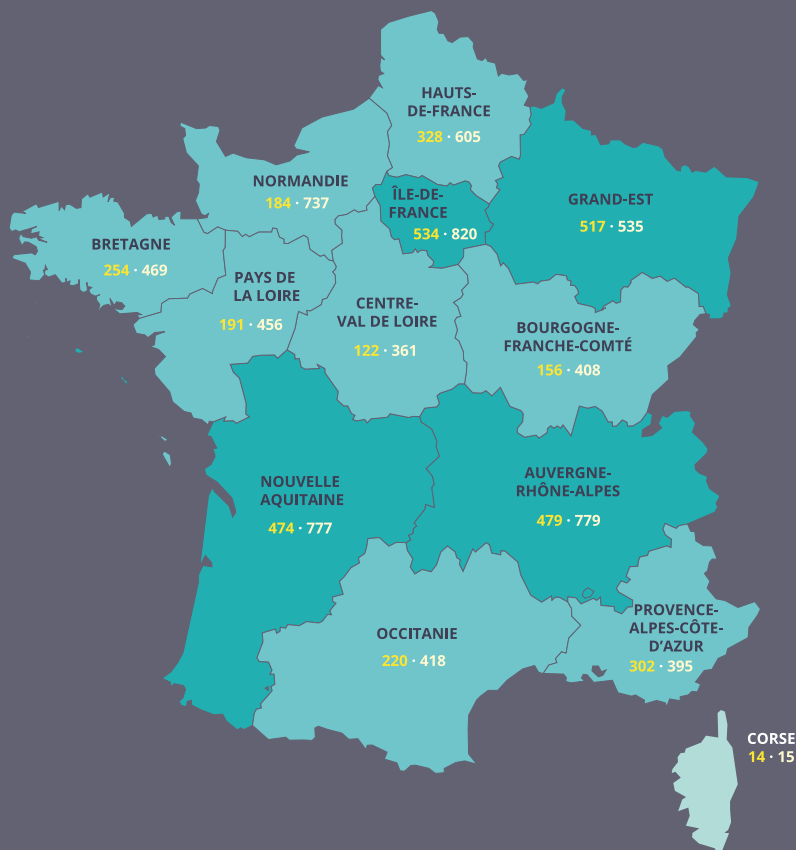 HAUTS-
DE-FRANCE
328 · 605
NORMANDIE
184 · 737
ÎLE-DE-
FRANCE
534 · 820
GRAND-EST
517 · 535
BRETAGNE
254 · 469
PAYS DE
LA LOIRE
191 · 456
CENTRE-
VAL DE LOIRE
122 · 361
BOURGOGNE-
FRANCHE-COMTÉ
156 · 408
NOUVELLE
AQUITAINE
474 · 777
AUVERGNE-
RHÔNE-ALPES
479 · 779
OCCITANIE
220 · 418
PROVENCE-
ALPES-CÔTE-
D'AZUR
302 · 395
CORSE
14 · 15